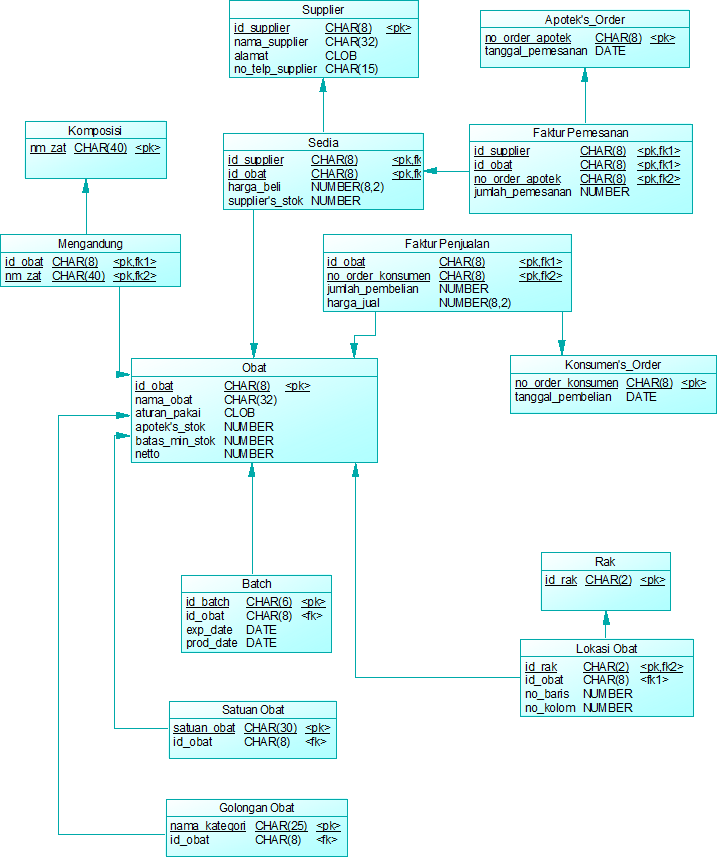 Supplier
id_supplier CHAR(8) <pk>
nama_supplier CHAR(32)
alamat CLOB
no_telp_supplier CHAR(15)
Apotek's_Order
no_order_apotek CHAR(8) <pk>
tanggal_pemesanan DATE
Komposisi
nm_zat CHAR(40) <pk>
Sedia
id_supplier CHAR(8) <pk,fk
id_obat CHAR(8) <pk,fk
harga_beli NUMBER(8,2)
supplier's_stok NUMBER
Faktur Pemesanan
id_supplier CHAR(8) <pk,fk1>
id_obat CHAR(8) <pk,fk1>
no_order_apotek CHAR(8) <pk,fk2>
jumlah_pemesanan NUMBER
Mengandung
id_obat CHAR(8) <pk,fk1>
nm_zat CHAR(40) <pk,fk2>
Faktur Penjualan
id_obat CHAR(8) <pk,fk1>
no_order_konsumen CHAR(8) <pk,fk2>
jumlah_pembelian NUMBER
harga_jual NUMBER(8,2)
Obat
id_obat CHAR(8) <pk>
nama_obat CHAR(32)
aturan_pakai CLOB
apotek's_stok NUMBER
batas_min_stok NUMBER
netto NUMBER
Konsumen's_Order
no_order_konsumen CHAR(8) <pk>
tanggal_pembelian DATE
Batch
id_batch CHAR(6) <pk>
id_obat CHAR(8) <fk>
exp_date DATE
prod_date DATE
Rak
id_rak CHAR(2) <pk>
Lokasi Obat
id_rak CHAR(2) <pk,fk2>
id_obat CHAR(8) <fk1>
no_baris NUMBER
no_kolom NUMBER
Satuan Obat
satuan_obat CHAR(30) <pk>
id_obat CHAR(8) <fk>
Golongan Obat
nama_kategori CHAR(25) <pk>
id_obat CHAR(8) <fk>